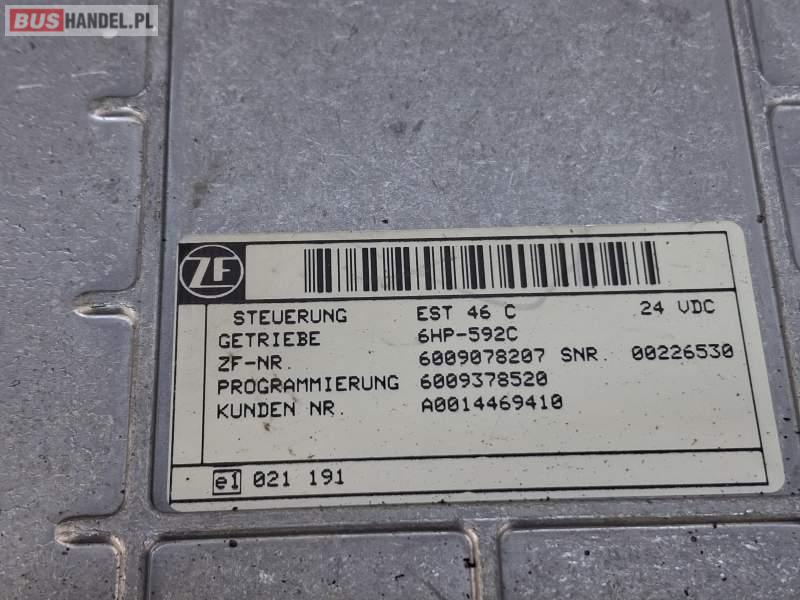 BUSHANDEL.PL
ZF
STEUERUNG EST 46 C 24 VDC
GETRIEBE 6HP-592C
ZF-NR. 6009078207 SNR. 00226530
PROGRAMMIERUNG 6009378520
KUNDEN NR. A0014469410
e1 021 191